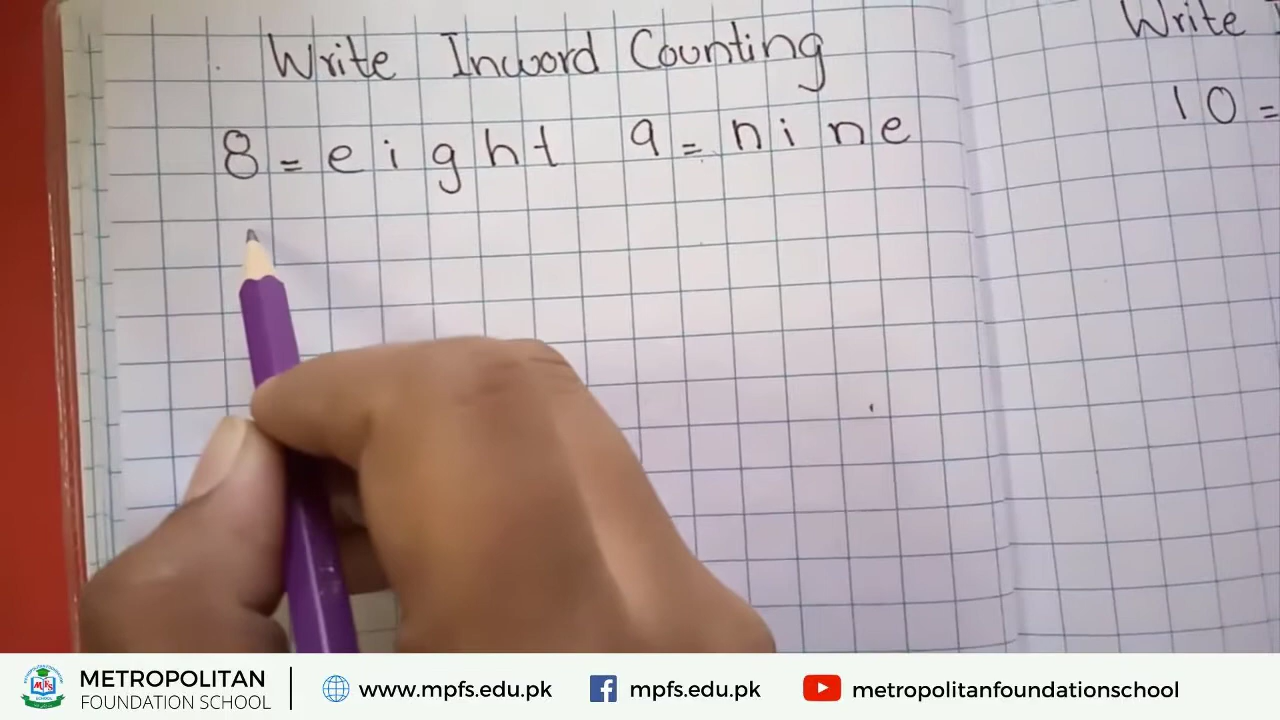 Write Inword Counting
8 = eight 9 = nine
Write
10 =
METROPOLITAN
FOUNDATION SCHOOL
www.mpfs.edu.pk
mpfs.edu.pk
metropolitanfoundationschool